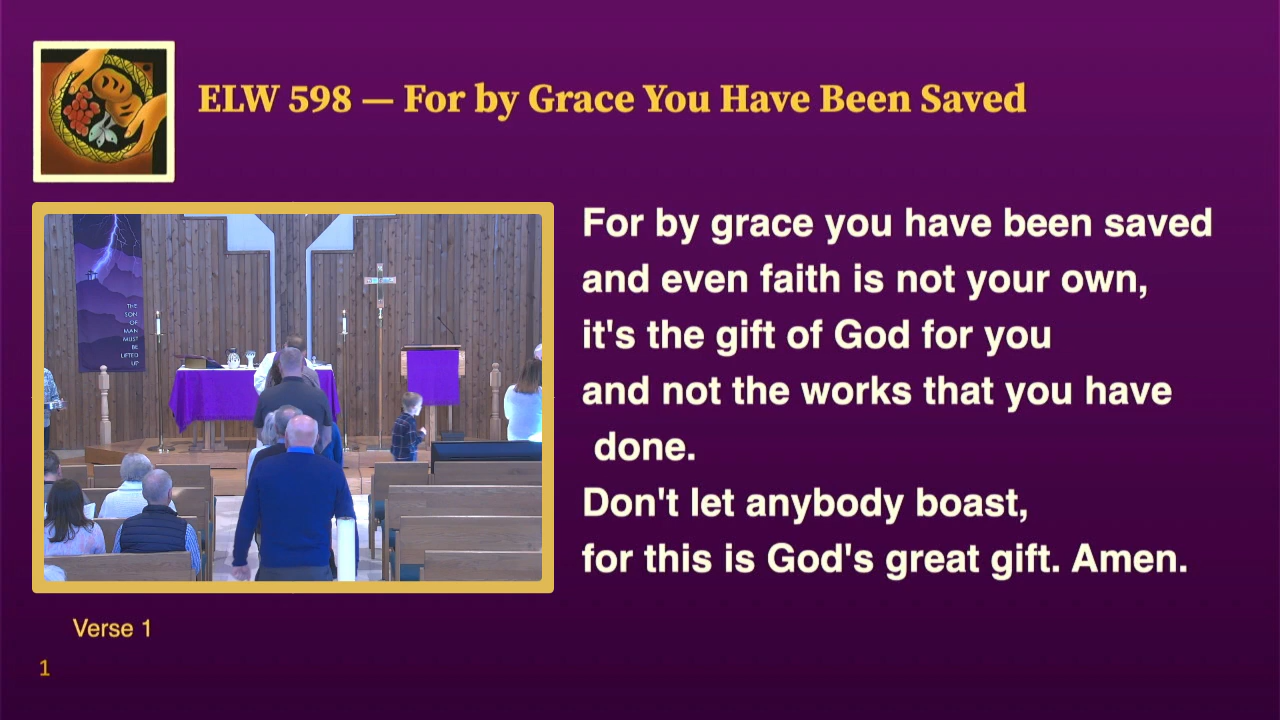 ELW 598 — For by Grace You Have Been Saved
For by grace you have been saved
and even faith is not your own,
it's the gift of God for you
and not the works that you have
done.
Don't let anybody boast,
for this is God's great gift. Amen.
THE
SON
OF
MAN
MUST
BE
LIFTED
UP
Verse 1
1